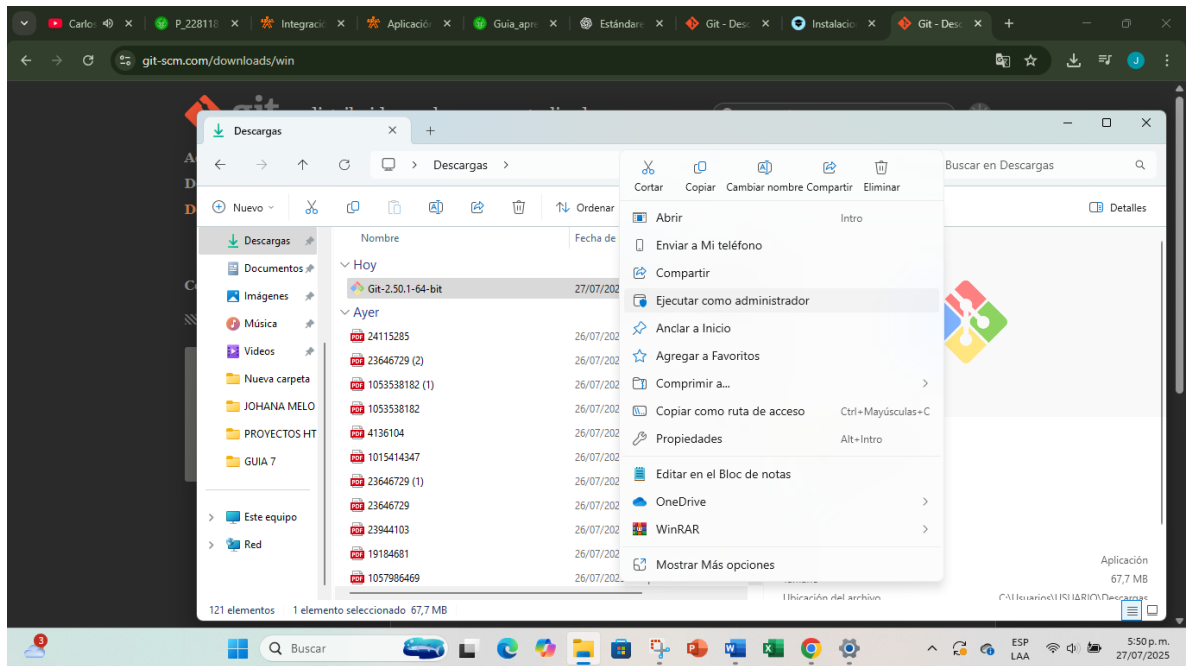 Carlos
P_228118
Integració
Aplicación
Guia_apre
Estándare
Git - Desc
Instalacio
Git - Desc
git-scm.com/downloads/win
J
git
Descargas
Descargas
Buscar en Descargas
Nuevo
Ordenar
Detalles
Descargas
Documentos
Imágenes
Música
Videos
Nueva carpeta
JOHANA MELO
PROYECTOS HT
GUIA 7
Este equipo
Red
Nombre
Fecha de
Hoy
Git-2.50.1-64-bit
27/07/202
Ayer
24115285
26/07/202
23646729 (2)
26/07/202
1053538182 (1)
26/07/202
1053538182
26/07/202
4136104
26/07/202
1015414347
26/07/202
23646729 (1)
26/07/202
23646729
26/07/202
23944103
26/07/202
19184681
26/07/202
1057986469
26/07/202
Cortar Copiar Cambiar nombre Compartir Eliminar
Abrir Intro
Enviar a Mi teléfono
Compartir
Ejecutar como administrador
Anclar a Inicio
Agregar a Favoritos
Comprimir a...
Copiar como ruta de acceso Ctrl+Mayúsculas+C
Propiedades Alt+Intro
Editar en el Bloc de notas
OneDrive
WinRAR
Mostrar Más opciones
Aplicación
67,7 MB
Ubicación del archivo C:\Usuarios\USUARIO\Descargas
121 elementos 1 elemento seleccionado 67,7 MB
3
Buscar
ESP
LAA
5:50 p.m.
27/07/2025